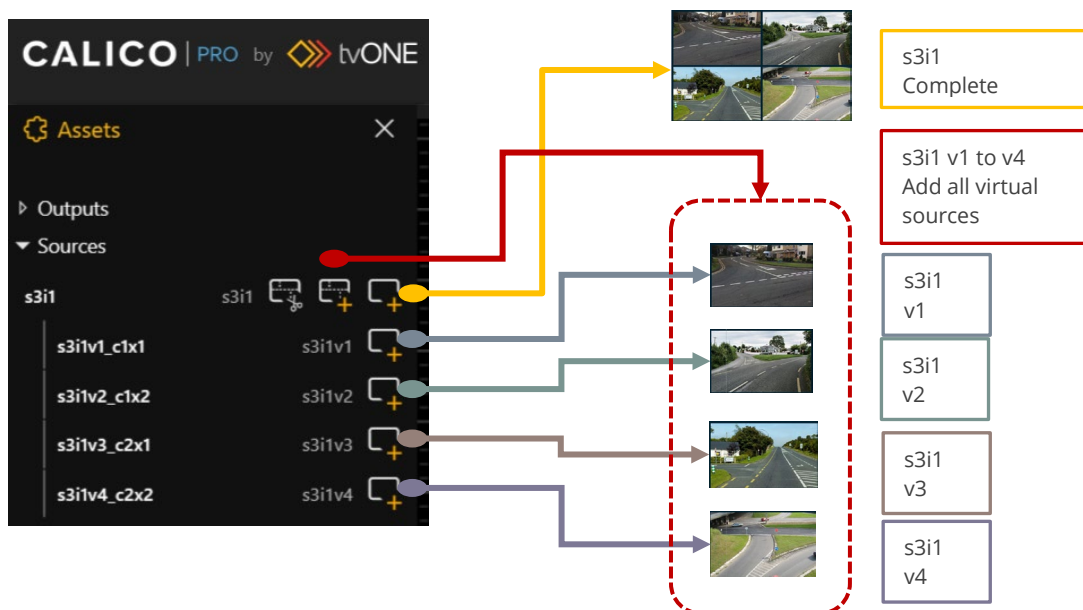 CALICO | PRO by tvONE
Assets
Outputs
Sources
s3i1 s3i1
s3i1v1_c1x1 s3i1v1
s3i1v2_c1x2 s3i1v2
s3i1v3_c2x1 s3i1v3
s3i1v4_c2x2 s3i1v4
s3i1
Complete
s3i1 v1 to v4
Add all virtual
sources
s3i1
v1
s3i1
v2
s3i1
v3
s3i1
v4